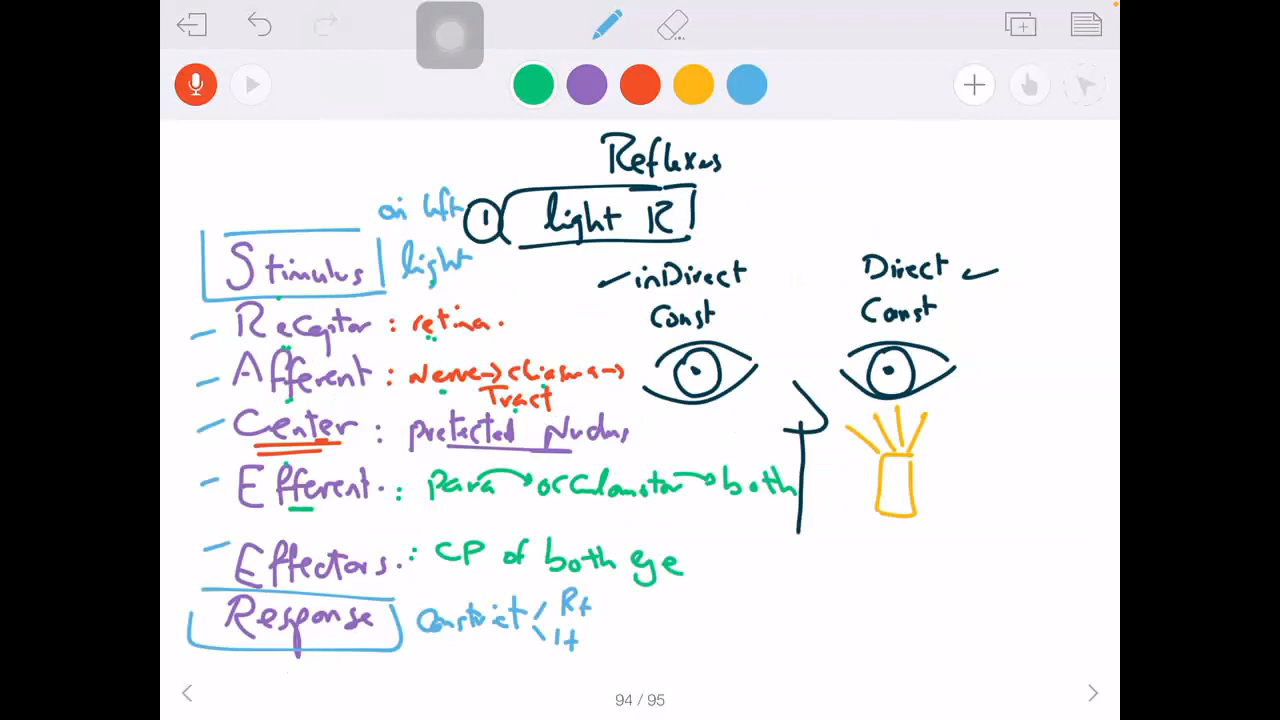 Reflexes
① light R
on left
Stimulus light
Receptor : retina.
Afferent : Nerve → chiasma →
Tract
Center : pretected Nucleus
Efferent. : Para → occulomotor → both
Effectors. : CP of both eye
Response constrict Rt
lt
inDirect
Const
Direct
Const
94 / 95